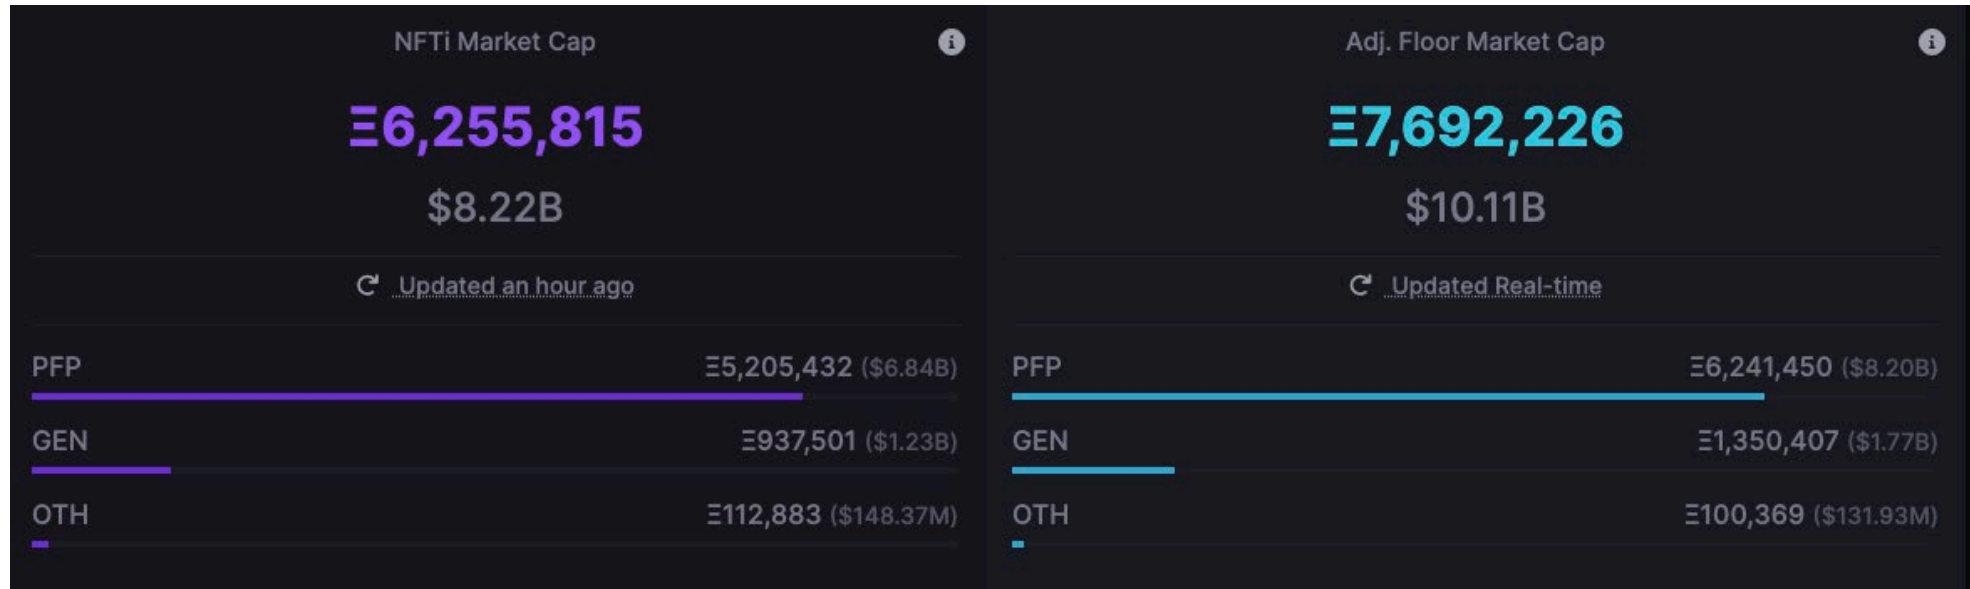 NFTi Market Cap
Ξ6,255,815
$8.22B
Updated an hour ago
PFP Ξ5,205,432 ($6.84B)
GEN Ξ937,501 ($1.23B)
OTH Ξ112,883 ($148.37M)
Adj. Floor Market Cap
Ξ7,692,226
$10.11B
Updated Real-time
PFP Ξ6,241,450 ($8.20B)
GEN Ξ1,350,407 ($1.77B)
OTH Ξ100,369 ($131.93M)